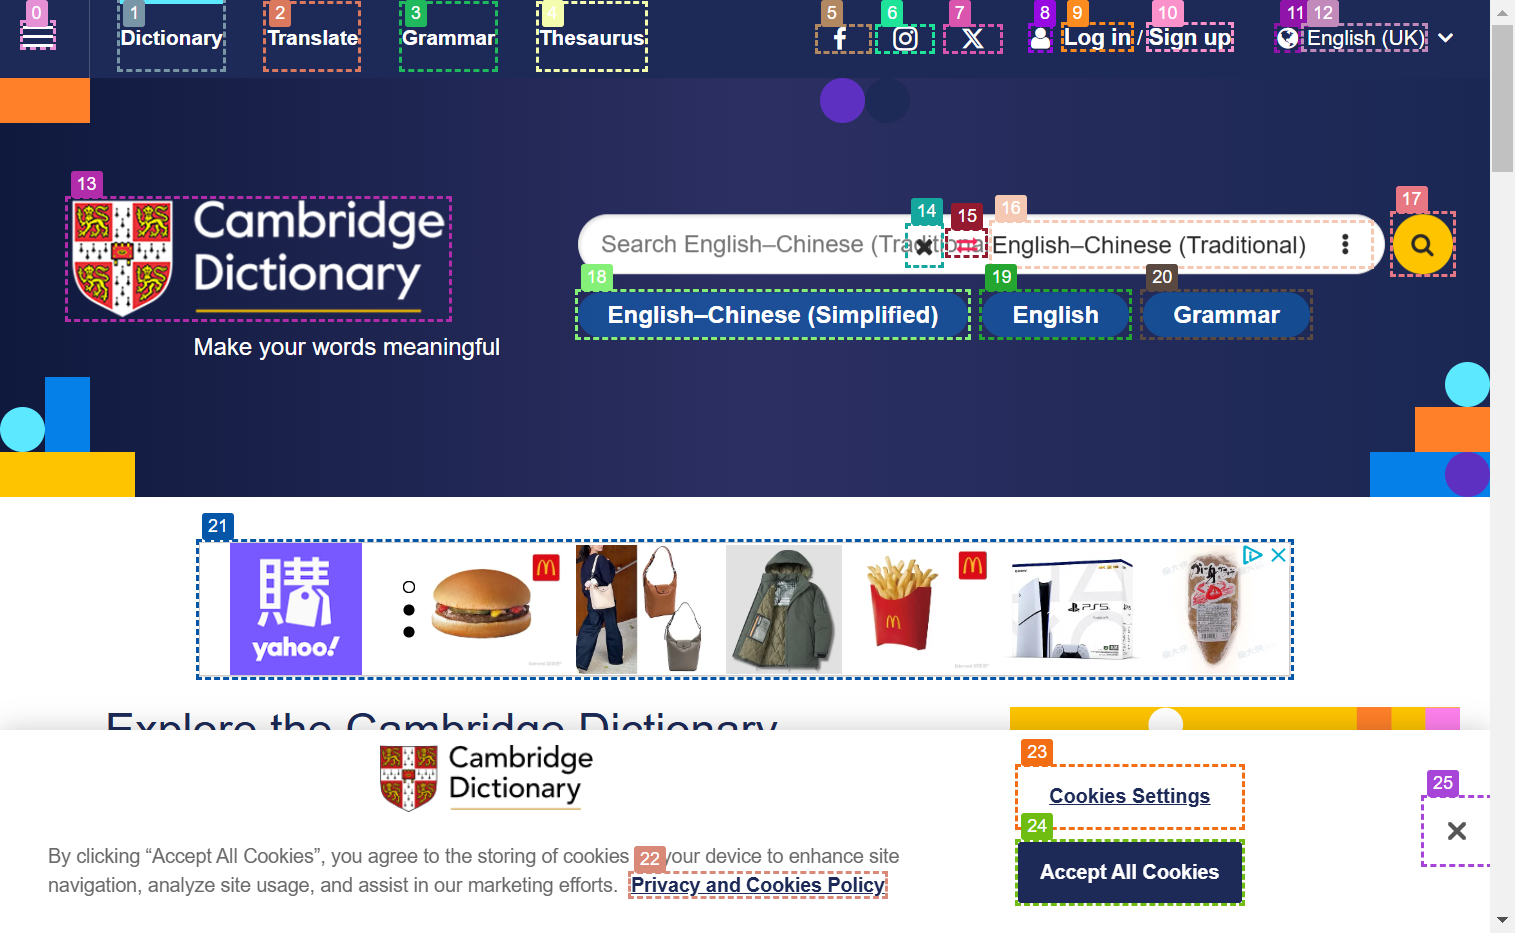 0
1
2
3
4
5
6
7
8
9
10
11
12
Dictionary
Translate
Grammar
Thesaurus
Log in / Sign up
English (UK)
13
14
15
16
17
Cambridge
Dictionary
Make your words meaningful
Search English–Chinese (Traditional
English–Chinese (Traditional)
18
19
20
English–Chinese (Simplified)
English
Grammar
21
購
yahoo!
PS5
Explore the Cambridge Dictionary
Cambridge
Dictionary
23
Cookies Settings
24
25
Accept All Cookies
By clicking “Accept All Cookies”, you agree to the storing of cookies your device to enhance site
22
navigation, analyze site usage, and assist in our marketing efforts. Privacy and Cookies Policy